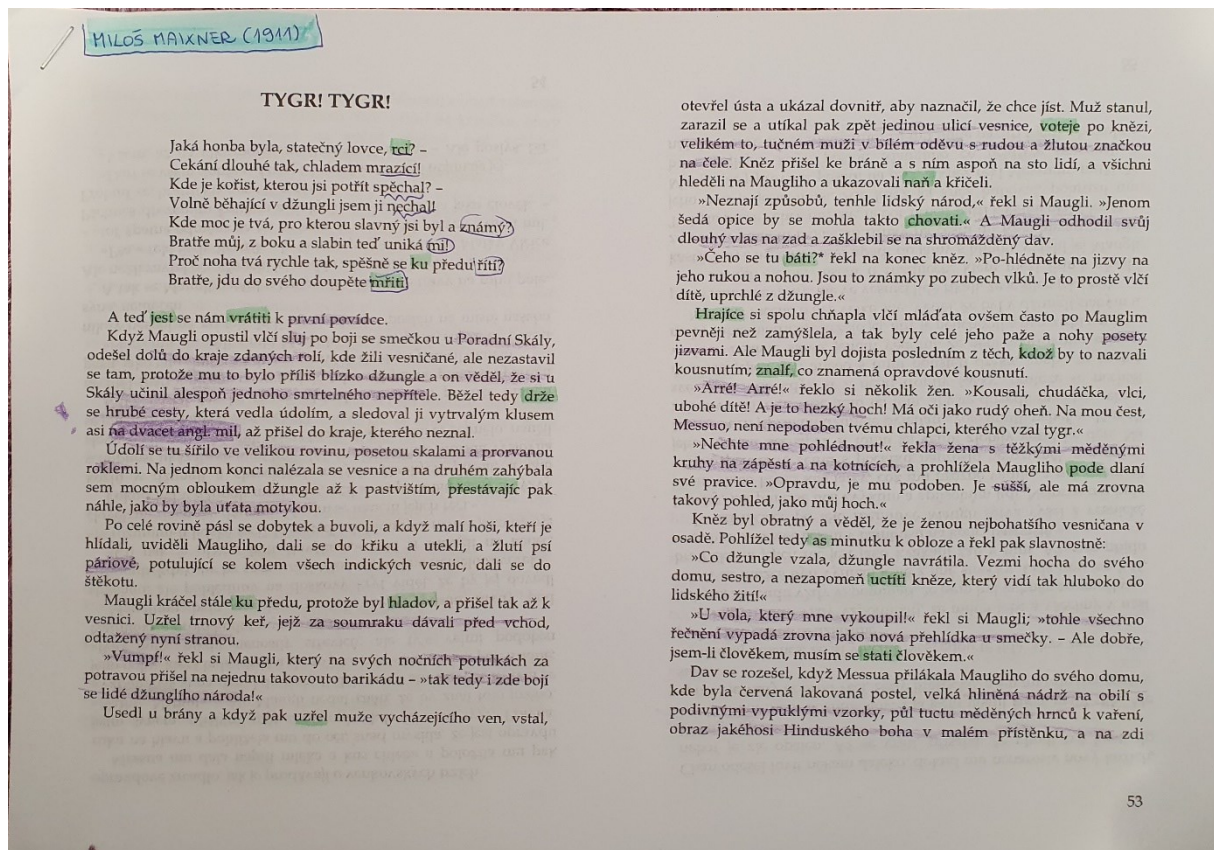 MILOŠ MAIXNER (1911)
TYGR! TYGR!
Jaká honba byla, statečný lovce, rci? –
Cekání dlouhé tak, chladem mrazící!
Kde je kořist, kterou jsi potřít spěchal? –
Volně běhající v džungli jsem ji nechal!
Kde moc je tvá, pro kterou slavný jsi byl a známý?
Bratře můj, z boku a slabin teď uniká mi!
Proč noha tvá rychle tak, spěšně se ku předu řítí?
Bratře, jdu do svého doupěte mříti!
A teď jest se nám vrátiti k první povídce.
Když Maugli opustil vlčí sluj po boji se smečkou u Poradní Skály,
odešel dolů do kraje zdaných rolí, kde žili vesničané, ale nezastavil
se tam, protože mu to bylo příliš blízko džungle a on věděl, že si u
Skály učinil alespoň jednoho smrtelného nepřítele. Běžel tedy drže
se hrubé cesty, která vedla údolím, a sledoval ji vytrvalým klusem
asi na dvacet angl. mil, až přišel do kraje, kterého neznal.
Údolí se tu šířilo ve velikou rovinu, posetou skalami a prorvanou
roklemi. Na jednom konci nalézala se vesnice a na druhém zahýbala
sem mocným obloukem džungle až k pastvištím, přestávajíc pak
náhle, jako by byla uťata motykou.
Po celé rovině pásl se dobytek a buvoli, a když malí hoši, kteří je
hlídali, uviděli Maugliho, dali se do křiku a utekli, a žlutí psí
páriové, potulující se kolem všech indických vesnic, dali se do
štěkotu.
Maugli kráčel stále ku předu, protože byl hladov, a přišel tak až k
vesnici. Uzřel trnový keř, jejž za soumraku dávali před vchod,
odtažený nyní stranou.
»Vumpf!« řekl si Maugli, který na svých nočních potulkách za
potravou přišel na nejednu takovouto barikádu – »tak tedy i zde bojí
se lidé džunglího národa!«
Usedl u brány a když pak uzřel muže vycházejícího ven, vstal,
otevřel ústa a ukázal dovnitř, aby naznačil, že chce jíst. Muž stanul,
zarazil se a utíkal pak zpět jedinou ulicí vesnice, voteje po knězi,
velikém to, tučném muži v bílém oděvu s rudou a žlutou značkou
na čele. Kněz přišel ke bráně a s ním aspoň na sto lidí, a všichni
hleděli na Maugliho a ukazovali naň a křičeli.
»Neznají způsobů, tenhle lidský národ,« řekl si Maugli. »Jenom
šedá opice by se mohla takto chovati.« A Maugli odhodil svůj
dlouhý vlas na zad a zašklebil se na shromážděný dav.
»Čeho se tu báti?* řekl na konec kněz. »Po-hlédněte na jizvy na
jeho rukou a nohou. Jsou to známky po zubech vlků. Je to prostě vlčí
dítě, uprchlé z džungle.«
Hrajíce si spolu chňapla vlčí mláďata ovšem často po Mauglim
pevněji než zamýšlela, a tak byly celé jeho paže a nohy posety
jizvami. Ale Maugli byl dojista posledním z těch, kdož by to nazvali
kousnutím; znalť, co znamená opravdové kousnutí.
»Arré! Arré!« řeklo si několik žen. »Kousali, chudáčka, vlci,
ubohé dítě! A je to hezký hoch! Má oči jako rudý oheň. Na mou čest,
Messuo, není nepodoben tvému chlapci, kterého vzal tygr.«
»Nechte mne pohlédnout!« řekla žena s těžkými měděnými
kruhy na zápěstí a na kotnících, a prohlížela Maugliho pode dlaní
své pravice. »Opravdu, je mu podoben. Je sušší, ale má zrovna
takový pohled, jako můj hoch.«
Kněz byl obratný a věděl, že je ženou nejbohatšího vesničana v
osadě. Pohlížel tedy as minutku k obloze a řekl pak slavnostně:
»Co džungle vzala, džungle navrátila. Vezmi hocha do svého
domu, sestro, a nezapomeň uctíti kněze, který vidí tak hluboko do
lidského žití!«
»U vola, který mne vykoupil!« řekl si Maugli; »tohle všechno
řečnění vypadá zrovna jako nová přehlídka u smečky. – Ale dobře,
jsem-li člověkem, musím se stati člověkem.«
Dav se rozešel, když Messua přilákala Maugliho do svého domu,
kde byla červená lakovaná postel, velká hliněná nádrž na obilí s
podivnými vypuklými vzorky, půl tuctu měděných hrnců k vaření,
obraz jakéhosi Hinduského boha v malém přístěnku, a na zdi
53